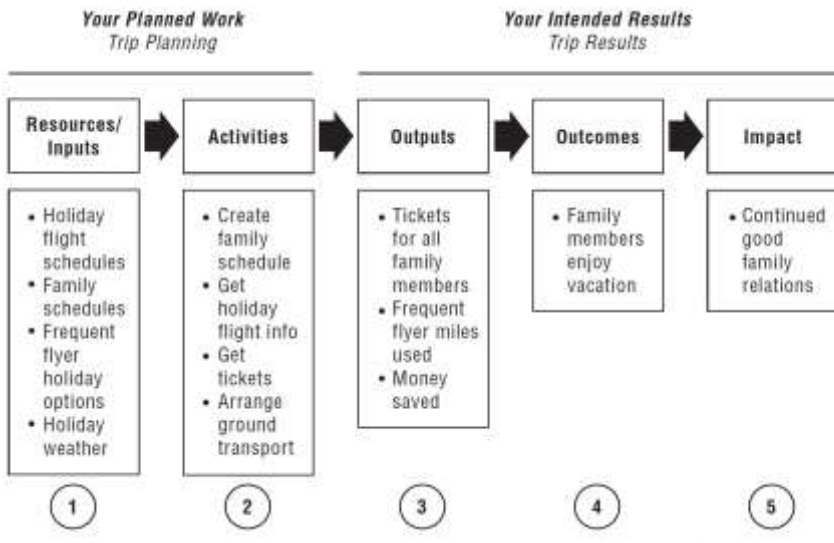 Your Planned Work
Trip Planning
Your Intended Results
Trip Results
Resources/
Inputs
Activities
Outputs
Outcomes
Impact
• Holiday
flight
schedules
• Family
schedules
• Frequent
flyer
holiday
options
• Holiday
weather
• Create
family
schedule
• Get
holiday
flight info
• Get
tickets
• Arrange
ground
transport
• Tickets
for all
family
members
• Frequent
flyer miles
used
• Money
saved
• Family
members
enjoy
vacation
• Continued
good
family
relations
1
2
3
4
5